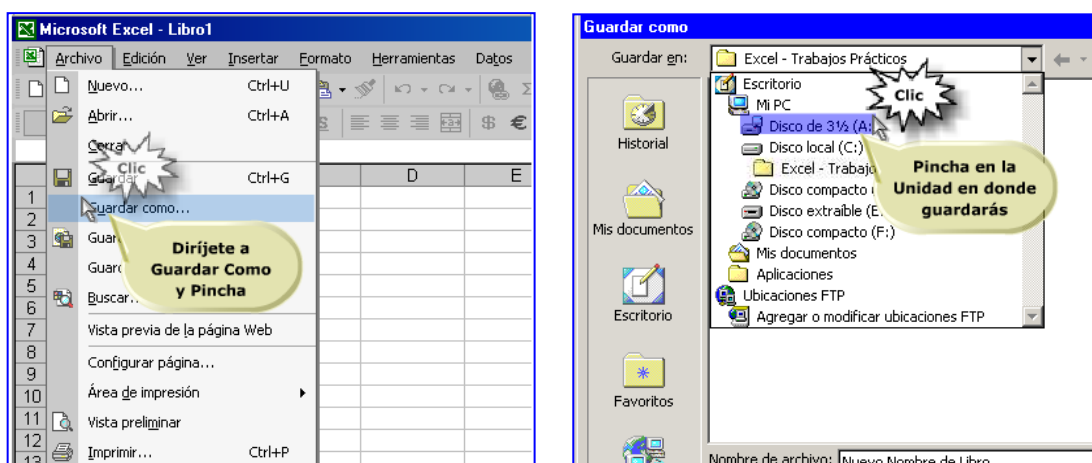 Microsoft Excel - Libro1
Archivo Edición Ver Insertar Formato Herramientas Datos
Nuevo... Ctrl+U
Abrir... Ctrl+A
Clic
Guardar Ctrl+G
Guardar como...
Diríjete a
Guardar Como
y Pincha
Buscar...
Vista previa de la página Web
Configurar página...
Área de impresión
Vista preliminar
Imprimir... Ctrl+P
S $ €
D E
1
2
3
4
5
6
7
8
9
10
11
12
13
Guardar como
Guardar en: Excel - Trabajos Prácticos
Escritorio
Clic
Mi PC
Disco de 3½ (A:
Disco local (C:)
Excel - Trabajo
Disco compacto
Disco extraíble (E:
Disco compacto (F:)
Mis documentos
Aplicaciones
Ubicaciones FTP
Agregar o modificar ubicaciones FTP
Pincha en la
Unidad en donde
guardarás
Historial
Mis documentos
Escritorio
Favoritos
Nombre de archivo: Nuevo Nombre de Libro